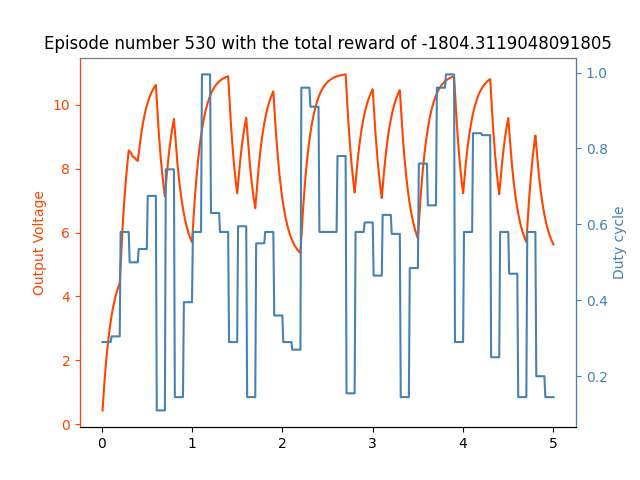 Episode number 530 with the total reward of -1804.3119048091805
10
8
6
4
2
0
Output Voltage
1.0
0.8
0.6
0.4
0.2
Duty cycle
0 1 2 3 4 5